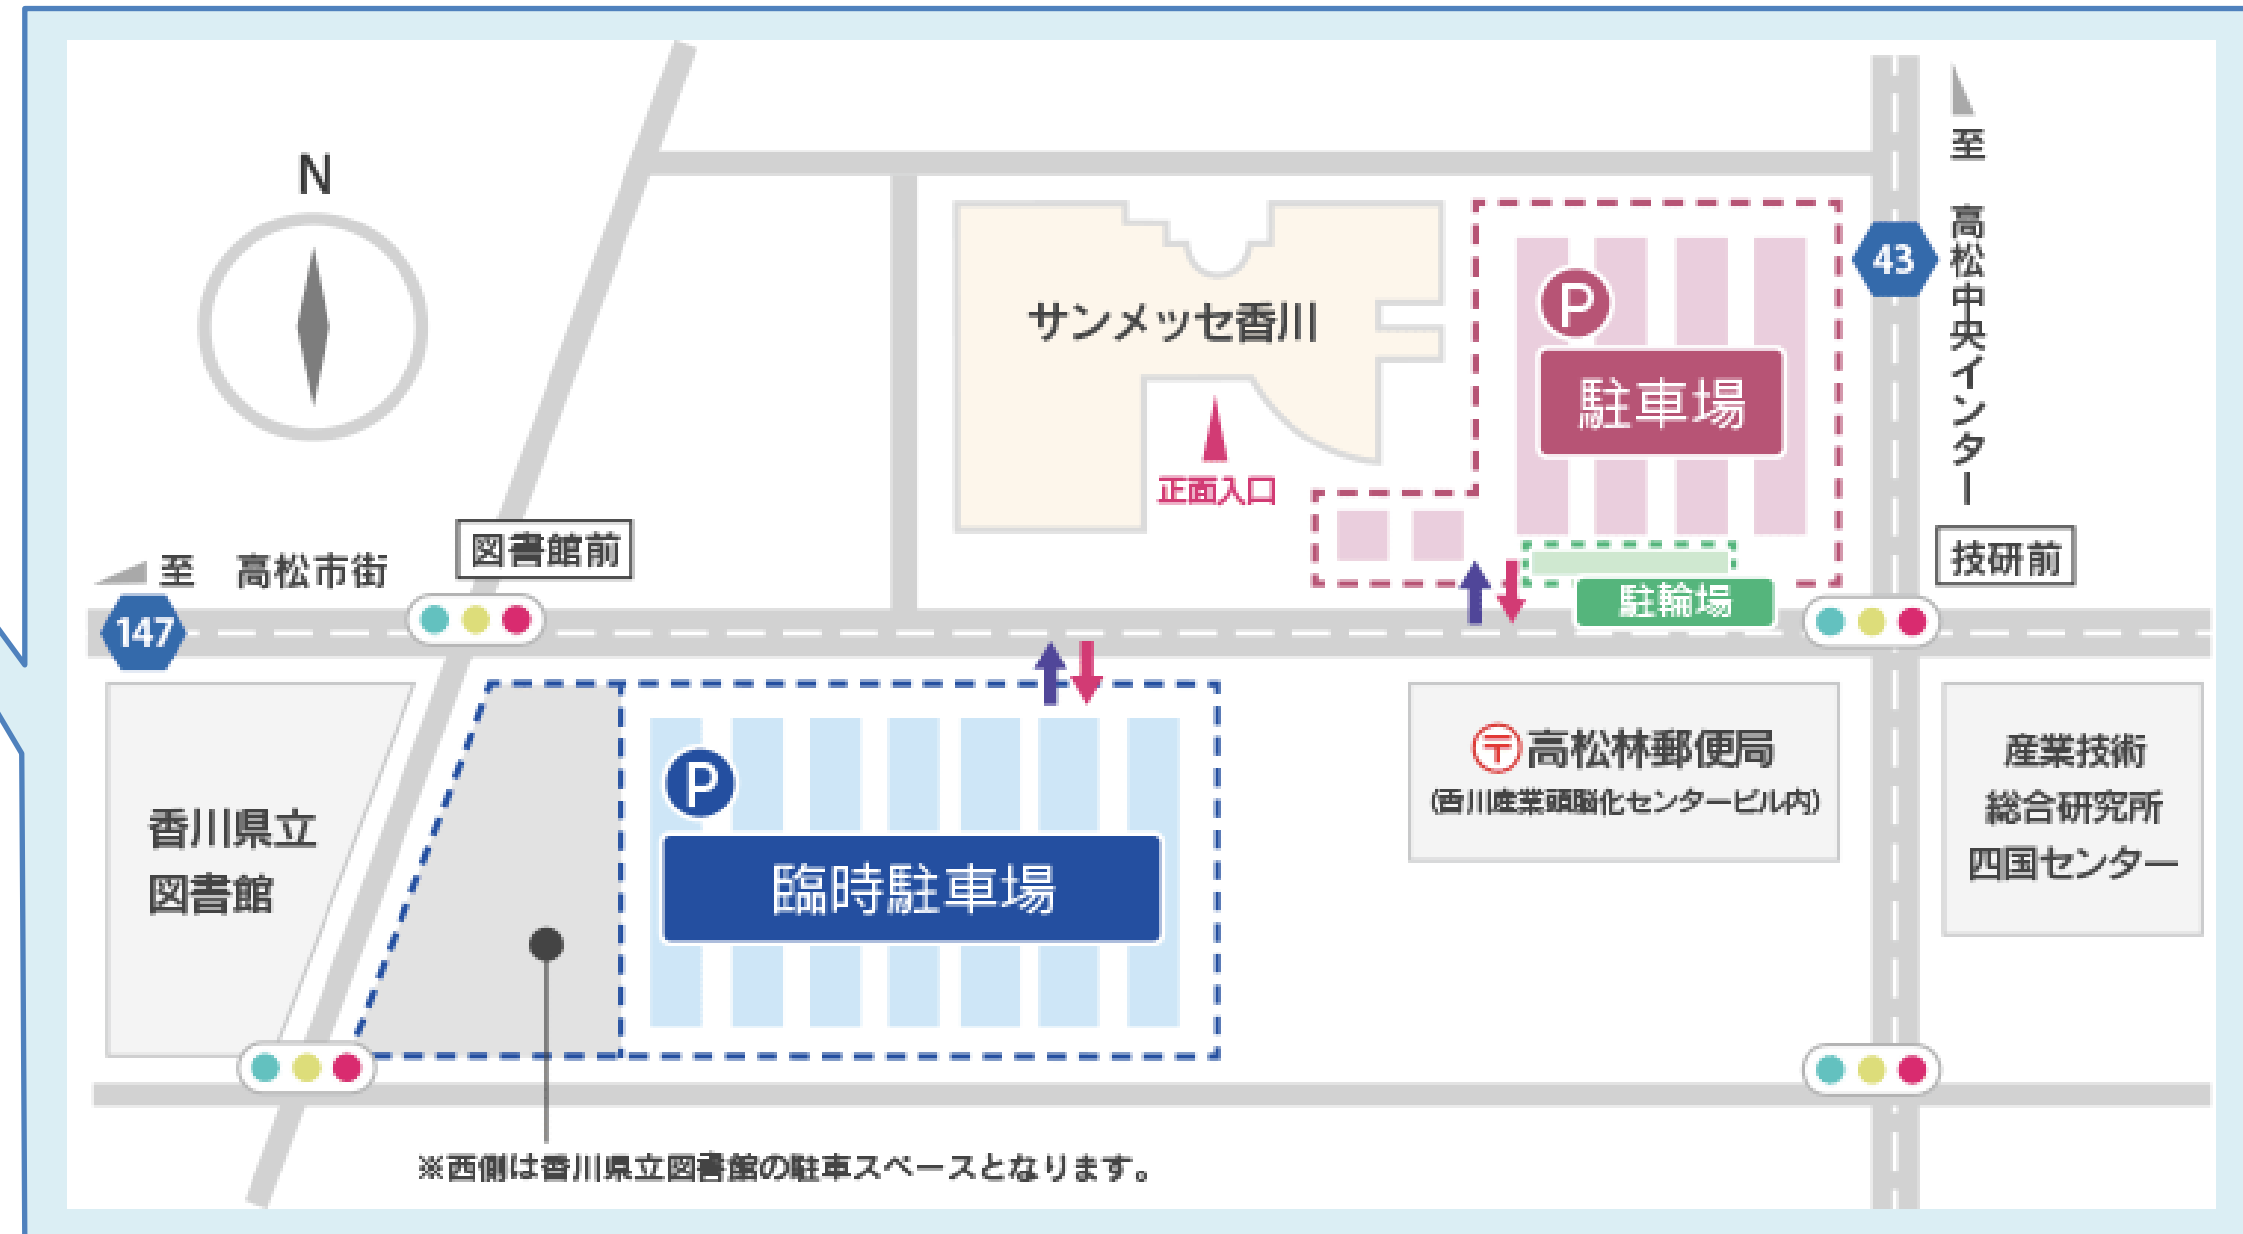 N
至 高松中央インター
43
サンメッセ香川
P
駐車場
正面入口
図書館前
至 高松市街
技研前
147
駐輪場
〒高松林郵便局
(香川産業頭脳化センタービル内)
産業技術
総合研究所
四国センター
P
臨時駐車場
香川県立
図書館
※西側は香川県立図書館の駐車スペースとなります。